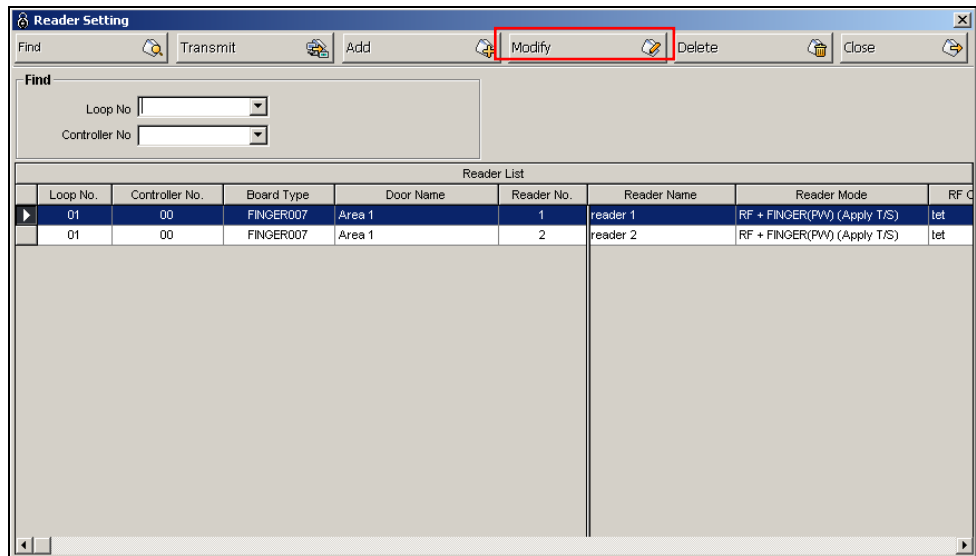 Reader Setting
Find Transmit Add Modify Delete Close
Find
Loop No
Controller No
Reader List
Loop No. Controller No. Board Type Door Name Reader No. Reader Name Reader Mode RF C
01 00 FINGER007 Area 1 1 reader 1 RF + FINGER(PW) (Apply T/S) tet
01 00 FINGER007 Area 1 2 reader 2 RF + FINGER(PW) (Apply T/S) tet